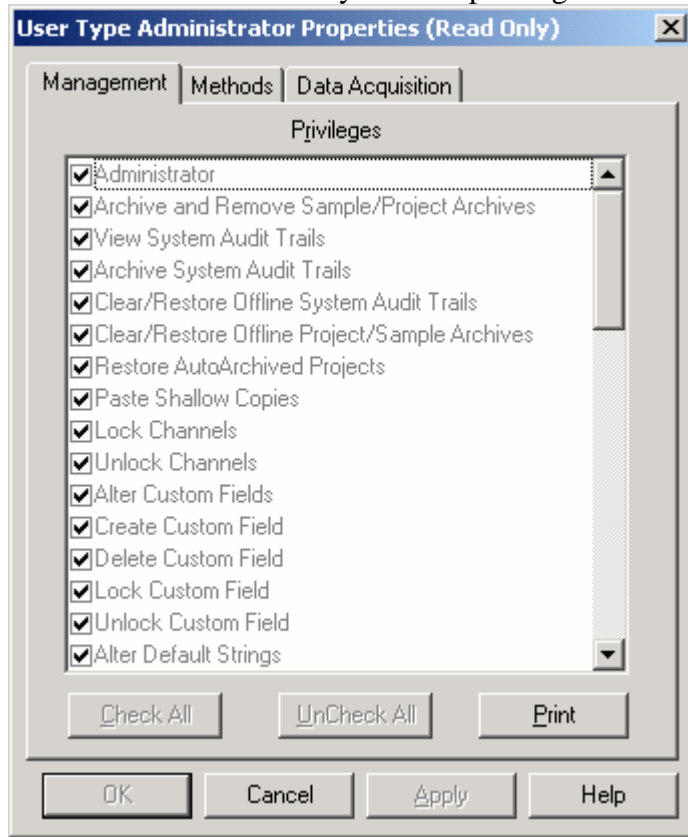 User Type Administrator Properties (Read Only)
Management Methods Data Acquisition
Privileges
Administrator
Archive and Remove Sample/Project Archives
View System Audit Trails
Archive System Audit Trails
Clear/Restore Offline System Audit Trails
Clear/Restore Offline Project/Sample Archives
Restore AutoArchived Projects
Paste Shallow Copies
Lock Channels
Unlock Channels
Alter Custom Fields
Create Custom Field
Delete Custom Field
Lock Custom Field
Unlock Custom Field
Alter Default Strings
Check All UnCheck All Print
OK Cancel Apply Help